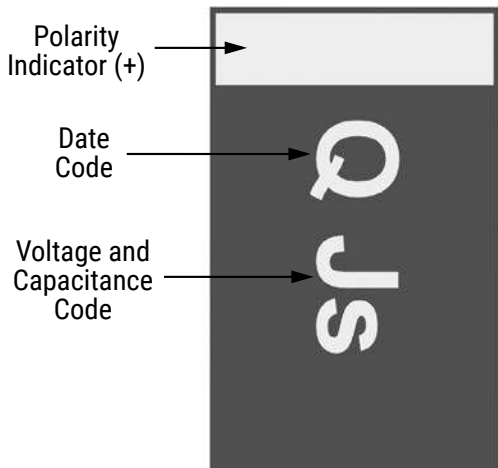 Polarity
Indicator (+)
Date
Code
Q
Voltage and
Capacitance
Code
Js